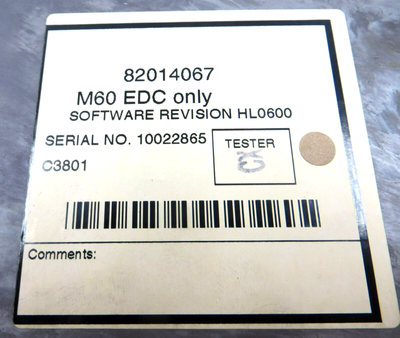 82014067
M60 EDC only
SOFTWARE REVISION HL0600
SERIAL NO. 10022865
TESTER
C3801
Comments: